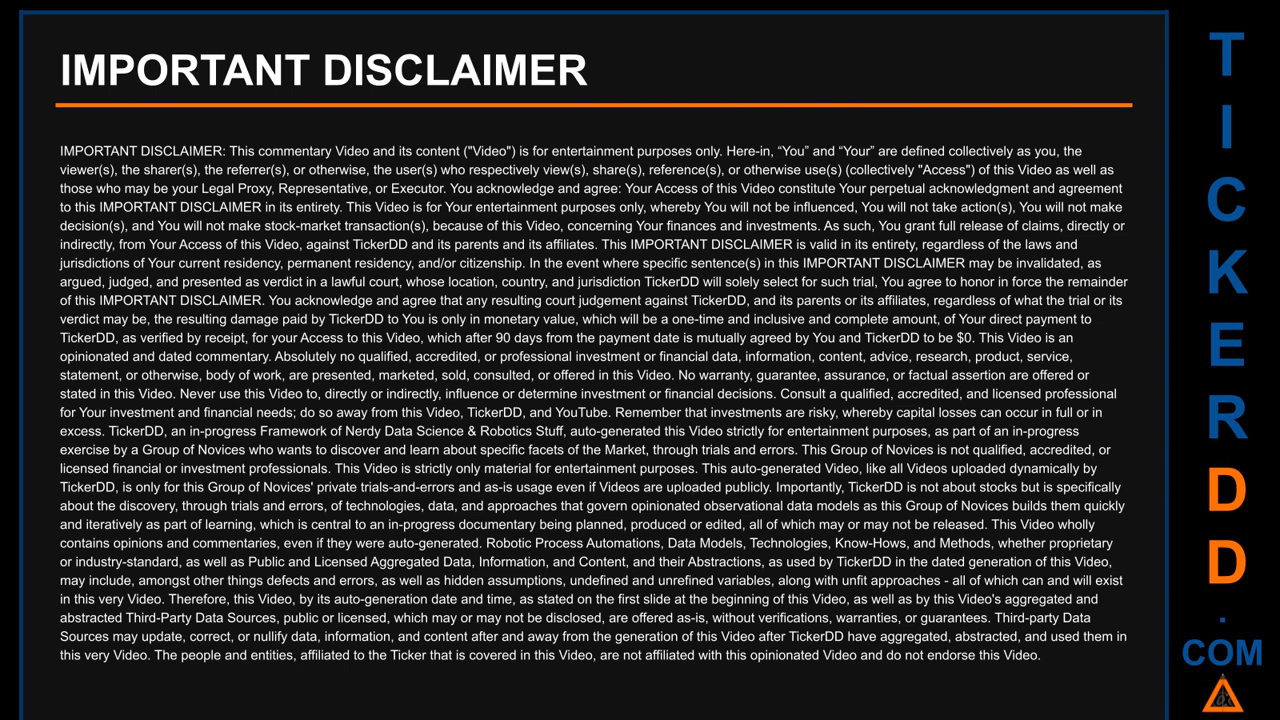 IMPORTANT DISCLAIMER
IMPORTANT DISCLAIMER: This commentary Video and its content ("Video") is for entertainment purposes only. Here-in, “You” and “Your” are defined collectively as you, the
viewer(s), the sharer(s), the referrer(s), or otherwise, the user(s) who respectively view(s), share(s), reference(s), or otherwise use(s) (collectively "Access") of this Video as well as
those who may be your Legal Proxy, Representative, or Executor. You acknowledge and agree: Your Access of this Video constitute Your perpetual acknowledgment and agreement
to this IMPORTANT DISCLAIMER in its entirety. This Video is for Your entertainment purposes only, whereby You will not be influenced, You will not take action(s), You will not make
decision(s), and You will not make stock-market transaction(s), because of this Video, concerning Your finances and investments. As such, You grant full release of claims, directly or
indirectly, from Your Access of this Video, against TickerDD and its parents and its affiliates. This IMPORTANT DISCLAIMER is valid in its entirety, regardless of the laws and
jurisdictions of Your current residency, permanent residency, and/or citizenship. In the event where specific sentence(s) in this IMPORTANT DISCLAIMER may be invalidated, as
argued, judged, and presented as verdict in a lawful court, whose location, country, and jurisdiction TickerDD will solely select for such trial, You agree to honor in force the remainder
of this IMPORTANT DISCLAIMER. You acknowledge and agree that any resulting court judgement against TickerDD, and its parents or its affiliates, regardless of what the trial or its
verdict may be, the resulting damage paid by TickerDD to You is only in monetary value, which will be a one-time and inclusive and complete amount, of Your direct payment to
TickerDD, as verified by receipt, for your Access to this Video, which after 90 days from the payment date is mutually agreed by You and TickerDD to be $0. This Video is an
opinionated and dated commentary. Absolutely no qualified, accredited, or professional investment or financial data, information, content, advice, research, product, service,
statement, or otherwise, body of work, are presented, marketed, sold, consulted, or offered in this Video. No warranty, guarantee, assurance, or factual assertion are offered or
stated in this Video. Never use this Video to, directly or indirectly, influence or determine investment or financial decisions. Consult a qualified, accredited, and licensed professional
for Your investment and financial needs; do so away from this Video, TickerDD, and YouTube. Remember that investments are risky, whereby capital losses can occur in full or in
excess. TickerDD, an in-progress Framework of Nerdy Data Science & Robotics Stuff, auto-generated this Video strictly for entertainment purposes, as part of an in-progress
exercise by a Group of Novices who wants to discover and learn about specific facets of the Market, through trials and errors. This Group of Novices is not qualified, accredited, or
licensed financial or investment professionals. This Video is strictly only material for entertainment purposes. This auto-generated Video, like all Videos uploaded dynamically by
TickerDD, is only for this Group of Novices' private trials-and-errors and as-is usage even if Videos are uploaded publicly. Importantly, TickerDD is not about stocks but is specifically
about the discovery, through trials and errors, of technologies, data, and approaches that govern opinionated observational data models as this Group of Novices builds them quickly
and iteratively as part of learning, which is central to an in-progress documentary being planned, produced or edited, all of which may or may not be released. This Video wholly
contains opinions and commentaries, even if they were auto-generated. Robotic Process Automations, Data Models, Technologies, Know-Hows, and Methods, whether proprietary
or industry-standard, as well as Public and Licensed Aggregated Data, Information, and Content, and their Abstractions, as used by TickerDD in the dated generation of this Video,
may include, amongst other things defects and errors, as well as hidden assumptions, undefined and unrefined variables, along with unfit approaches - all of which can and will exist
in this very Video. Therefore, this Video, by its auto-generation date and time, as stated on the first slide at the beginning of this Video, as well as by this Video's aggregated and
abstracted Third-Party Data Sources, public or licensed, which may or may not be disclosed, are offered as-is, without verifications, warranties, or guarantees. Third-party Data
Sources may update, correct, or nullify data, information, and content after and away from the generation of this Video after TickerDD have aggregated, abstracted, and used them in
this very Video. The people and entities, affiliated to the Ticker that is covered in this Video, are not affiliated with this opinionated Video and do not endorse this Video.
T
I
C
K
E
R
D
D
.
COM